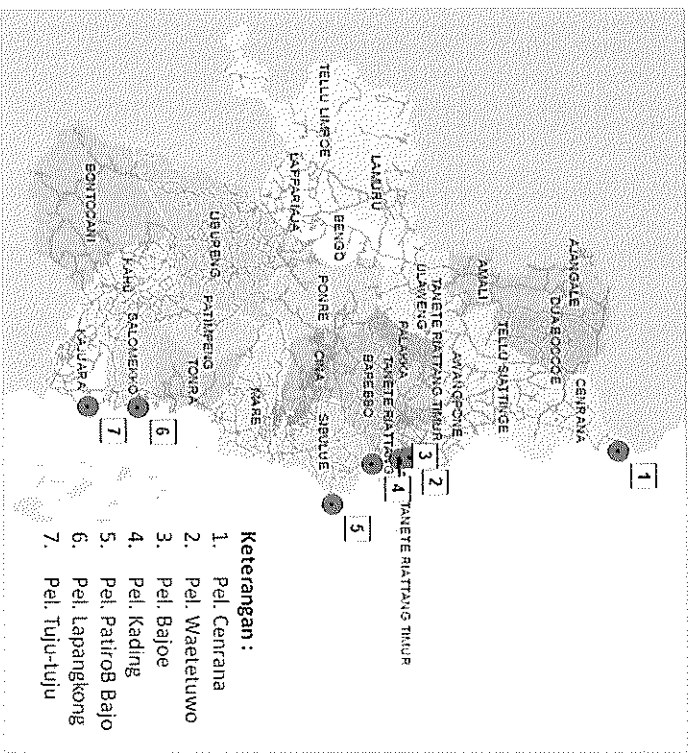 AJANGALE
DUA BOCCOE
CENRANA
1
AMALI
TELLU SIATTINGE
TANETE RIATTANG TIMUR
ULAWENG
AWANGPONE
3
2
PALAKKA
TANETE RIATTANG
4
TANETE RIATTANG TIMUR
BAREBBO
LAMURU
TELLU LIMPOE
BENGO
LAPPARIAJA
PONRE
CINA
SIBULUE
5
MARE
LIBURENG
PATIMPENG
TONRA
KAHU
SALOMEKKO
6
BONTOCANI
KAJUARA
7
Keterangan :
1. Pel. Cenrana
2. Pel. Waetetuwo
3. Pel. Bajoe
4. Pel. Kading
5. Pel. PatiroB Bajo
6. Pel. Lapangkong
7. Pel. Tuju-tuju